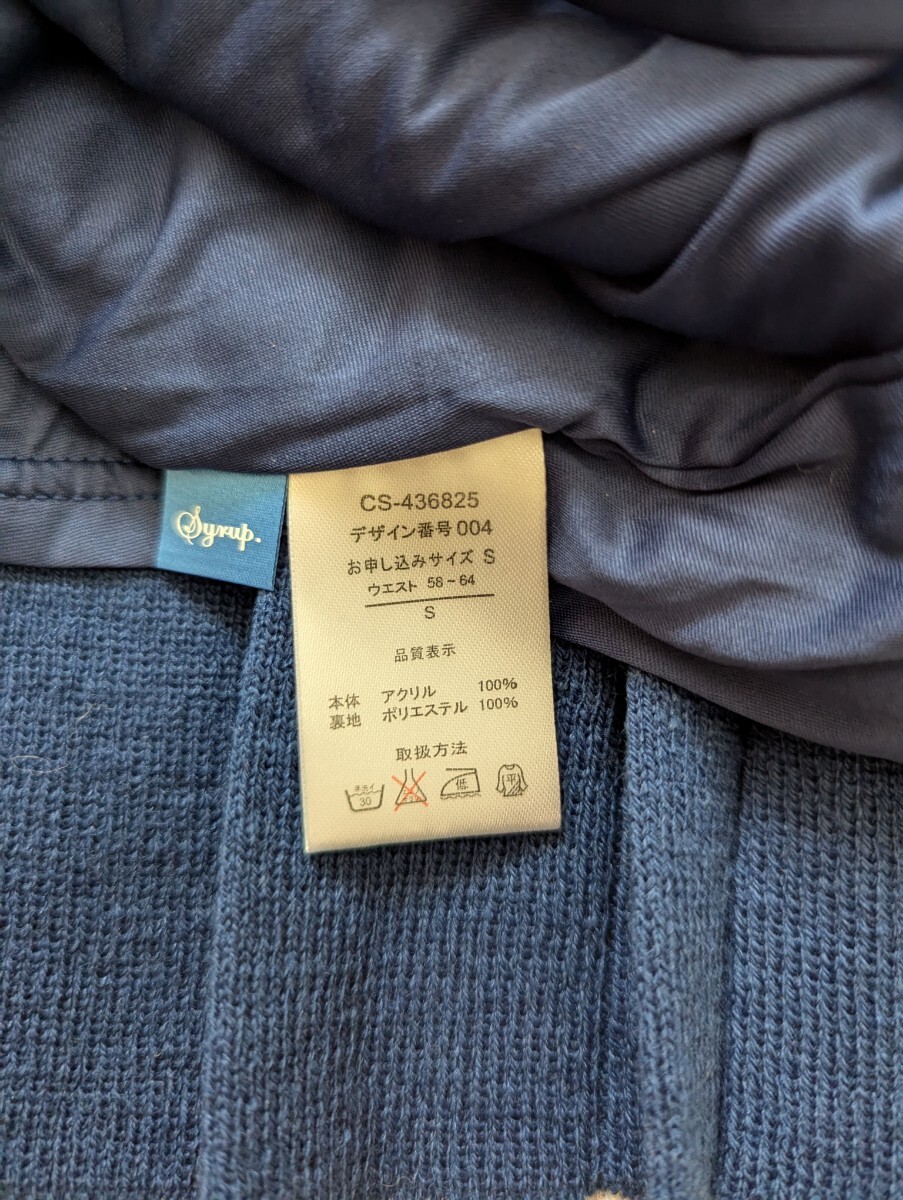 Syrup.
CS-436825
デザイン番号 004
お申し込みサイズ S
ウエスト 58~64
S
品質表示
本体 アクリル 100%
裏地 ポリエステル 100%
取扱方法
30
低
平